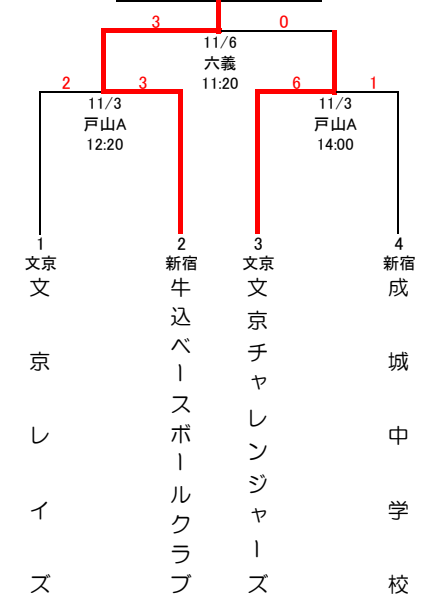 3
0
11/6
六義
11:20
2
3
6
1
11/3
戸山A
12:20
11/3
戸山A
14:00
1
文京
文京レイズ
2
新宿
牛込ベースボールクラブ
3
文京
文京チャレンジャーズ
4
新宿
成城中学校